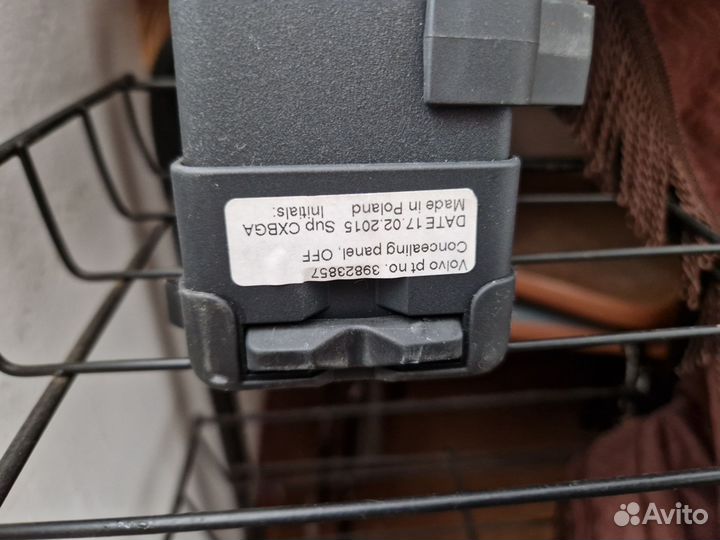 Volvo pt no. 39823857
Concealing panel, OFF
DATE 17.02.2015 Sup CXBGA
Made in Poland Initials:
Avito